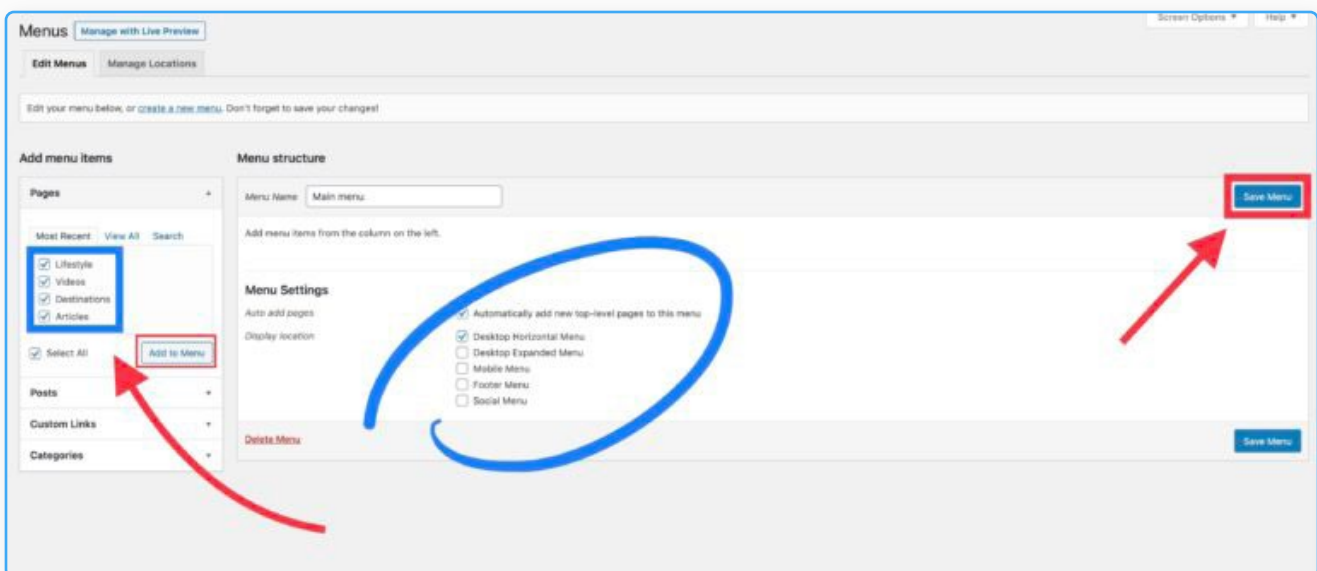 Screen Options ▼ Help ▼
Menus Manage with Live Preview
Edit Menus Manage Locations
Edit your menu below, or create a new menu. Don't forget to save your changes!
Add menu items
Menu structure
Pages
Menu Name Main menu
Save Menu
Most Recent View All Search
Add menu items from the column on the left.
Lifestyle
Videos
Destinations
Articles
Select All Add to Menu
Posts
Custom Links
Categories
Menu Settings
Auto add pages Automatically add new top-level pages to this menu
Display location Desktop Horizontal Menu
Desktop Expanded Menu
Mobile Menu
Footer Menu
Social Menu
Delete Menu Save Menu